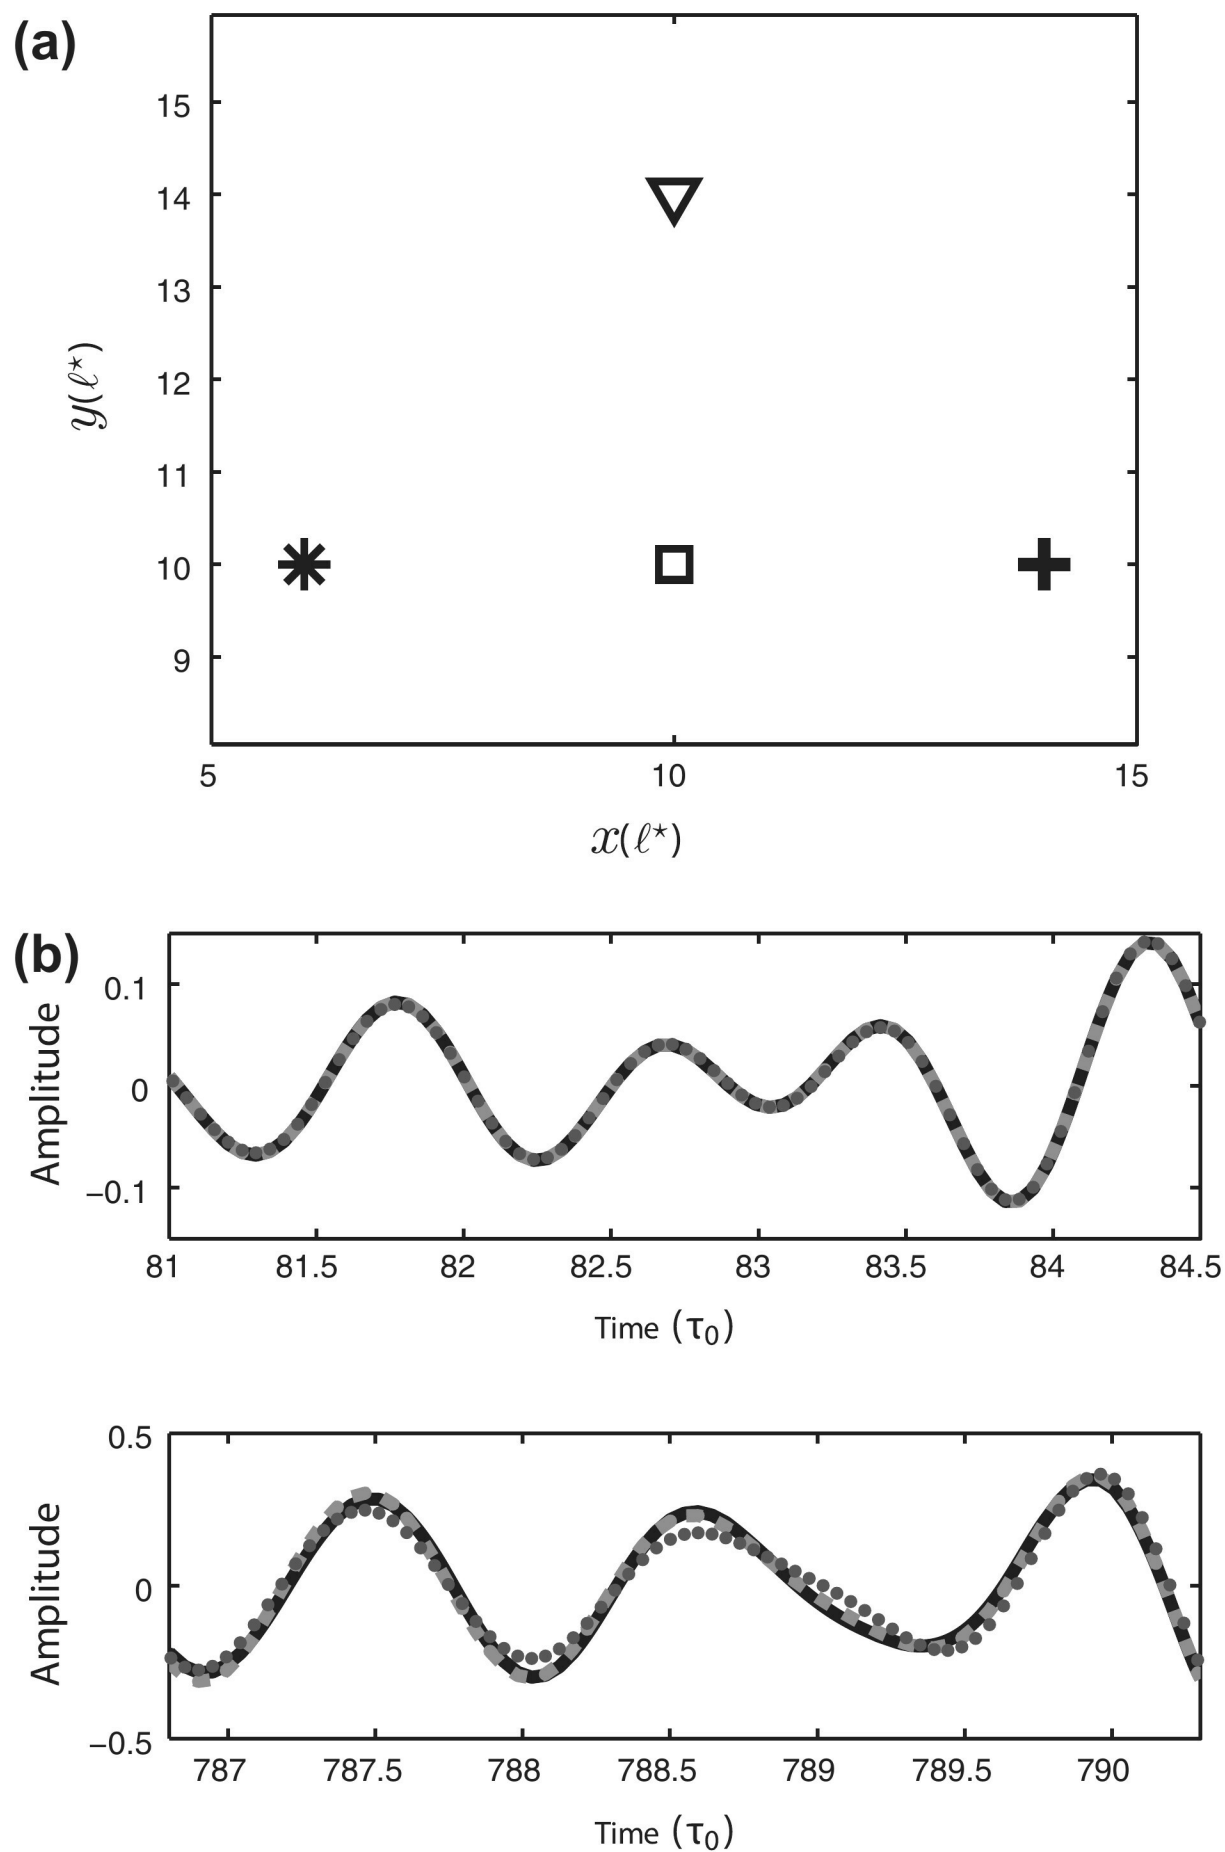 (a)
15
14
13
12
11
10
9
y(ℓ⋆)
5 10 15
x(ℓ⋆)
(b)
0.1
0
−0.1
Amplitude
81 81.5 82 82.5 83 83.5 84 84.5
Time (τ₀)
0.5
0
−0.5
Amplitude
787 787.5 788 788.5 789 789.5 790
Time (τ₀)